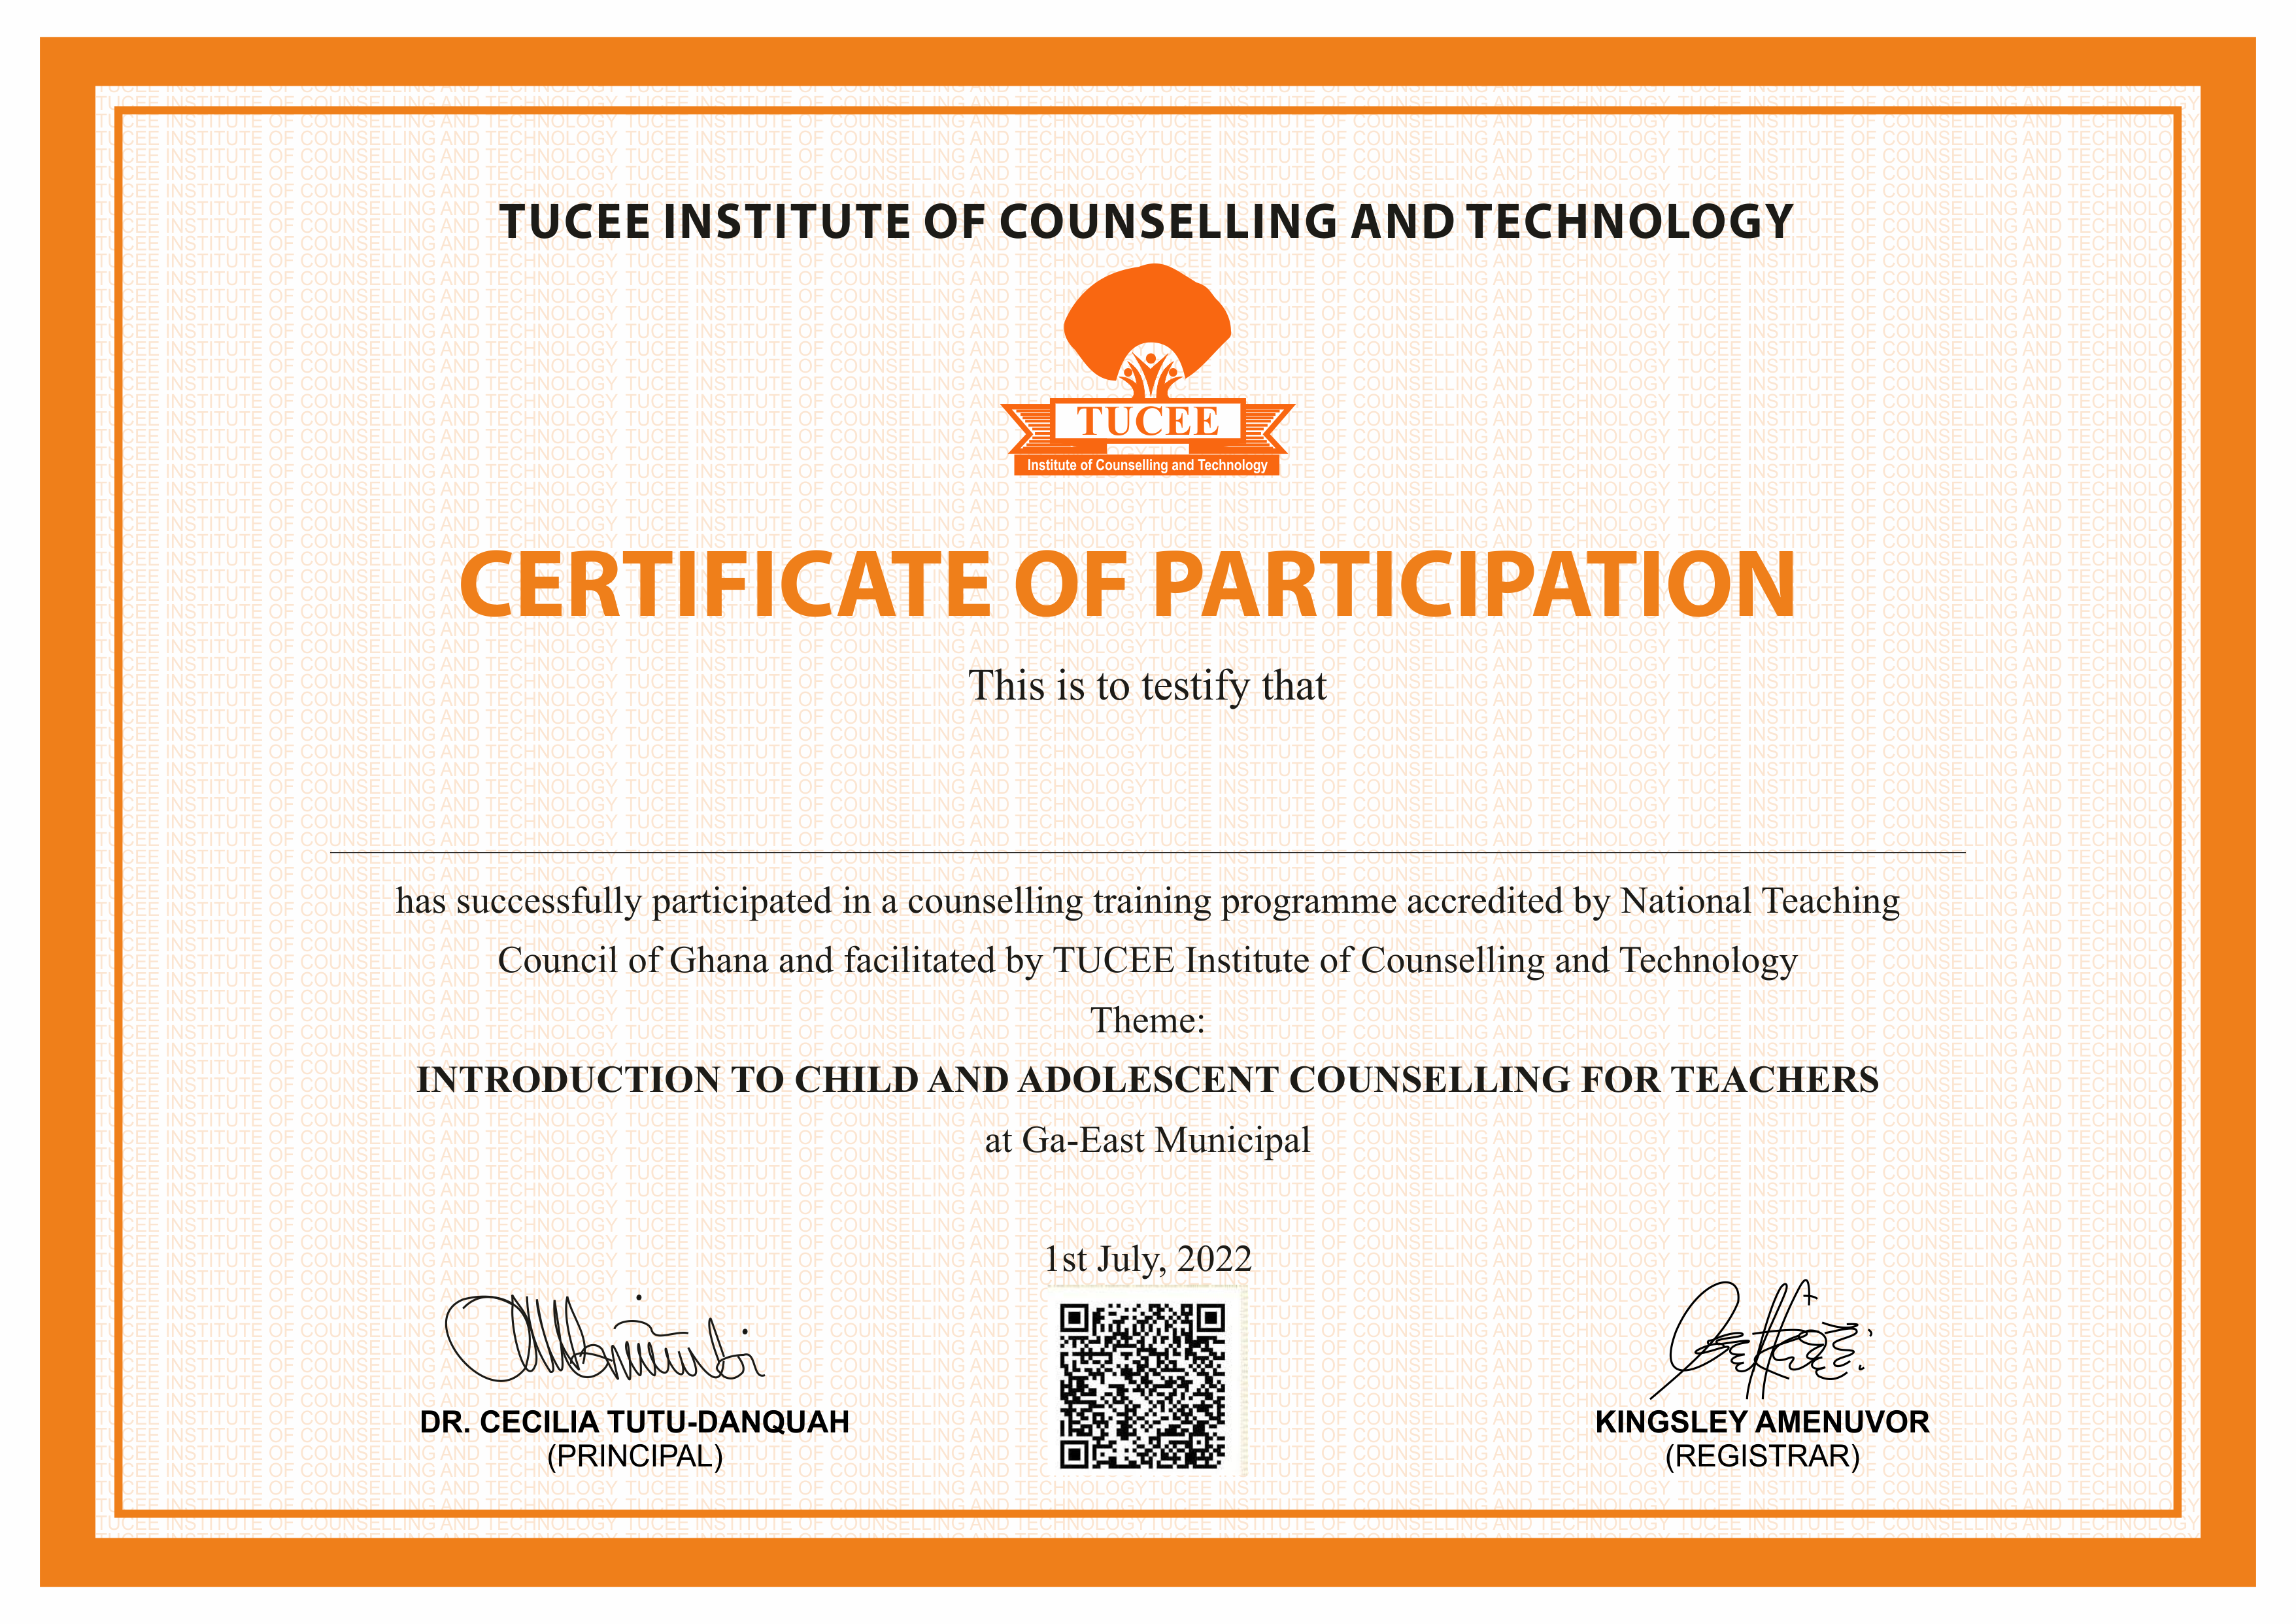 TUCEE INSTITUTE OF COUNSELLING AND TECHNOLOGY
TUCEE
Institute of Counselling and Technology
CERTIFICATE OF PARTICIPATION
This is to testify that
has successfully participated in a counselling training programme accredited by National Teaching
Council of Ghana and facilitated by TUCEE Institute of Counselling and Technology
Theme:
INTRODUCTION TO CHILD AND ADOLESCENT COUNSELLING FOR TEACHERS
at Ga-East Municipal
1st July, 2022
DR. CECILIA TUTU-DANQUAH
(PRINCIPAL)
KINGSLEY AMENUVOR
(REGISTRAR)